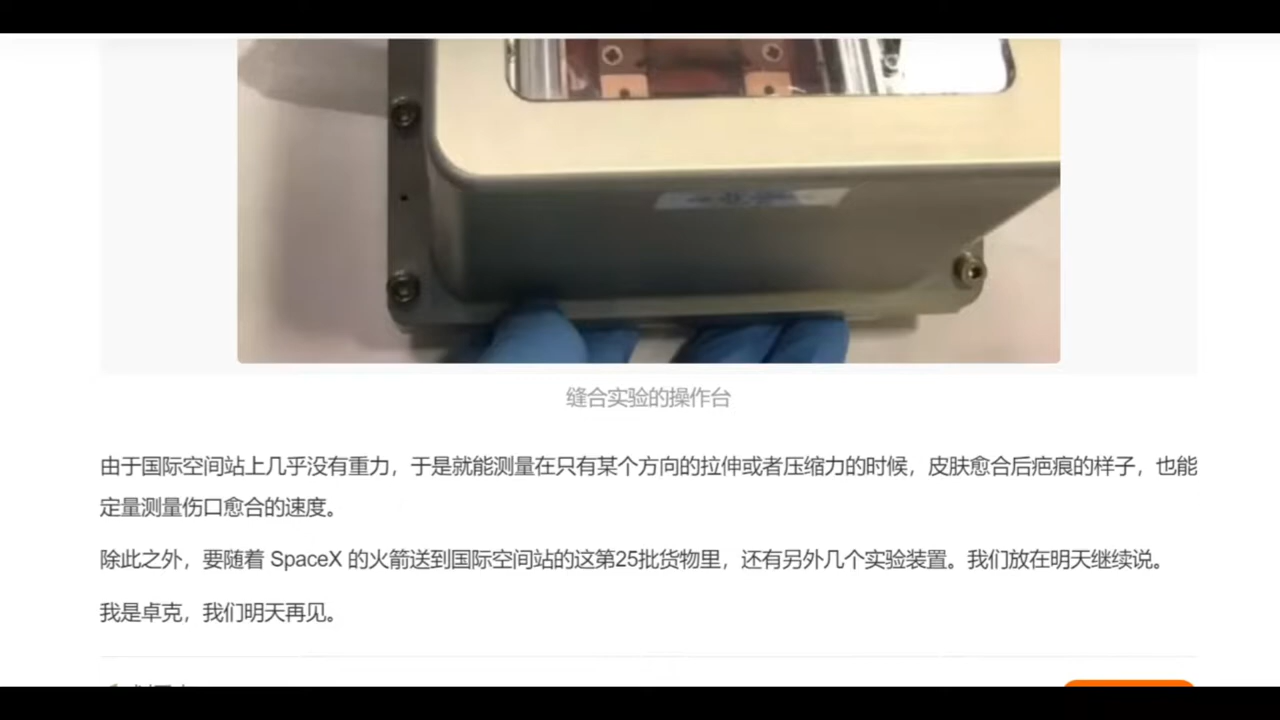 缝合实验的操作台
由于国际空间站上几乎没有重力，于是就能测量在只有某个方向的拉伸或者压缩力的时候，皮肤愈合后疤痕的样子，也能
定量测量伤口愈合的速度。
除此之外，要随着 SpaceX 的火箭送到国际空间站的这第25批货物里，还有另外几个实验装置。我们放在明天继续说。
我是卓克，我们明天再见。